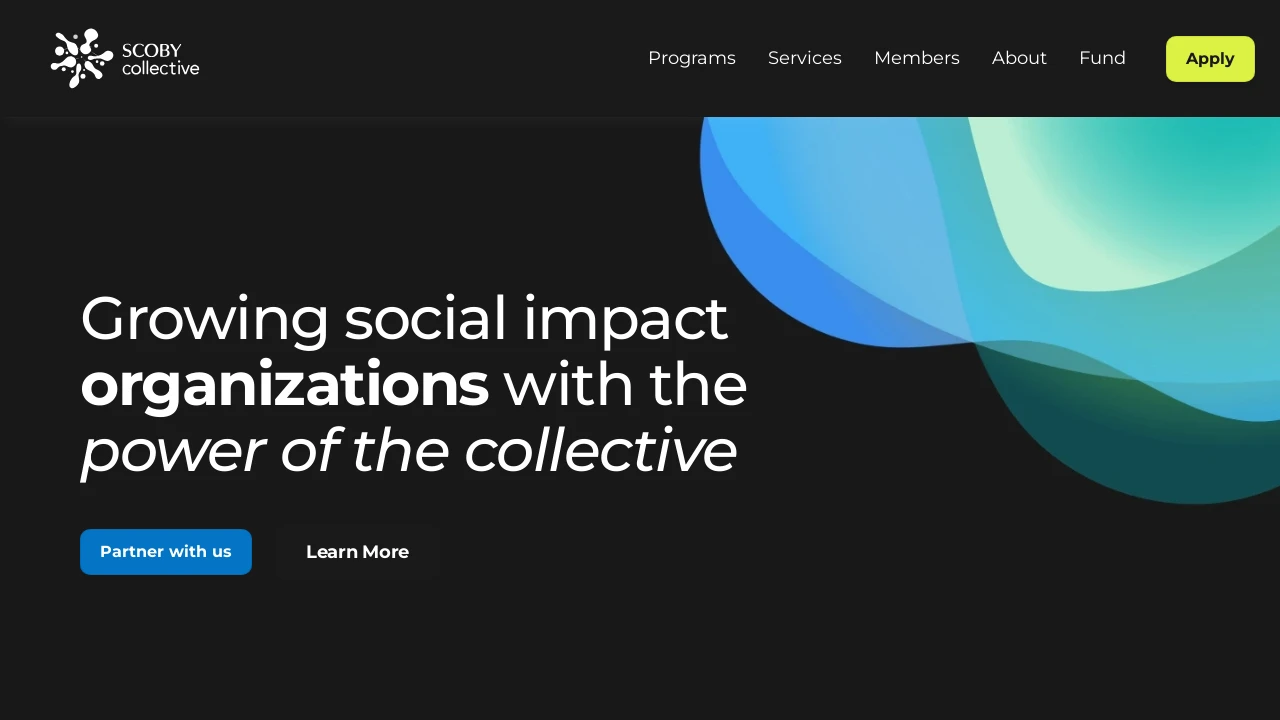 SCOBY
collective
Programs
Services
Members
About
Fund
Apply
Growing social impact
organizations with the
power of the collective
Partner with us
Learn More